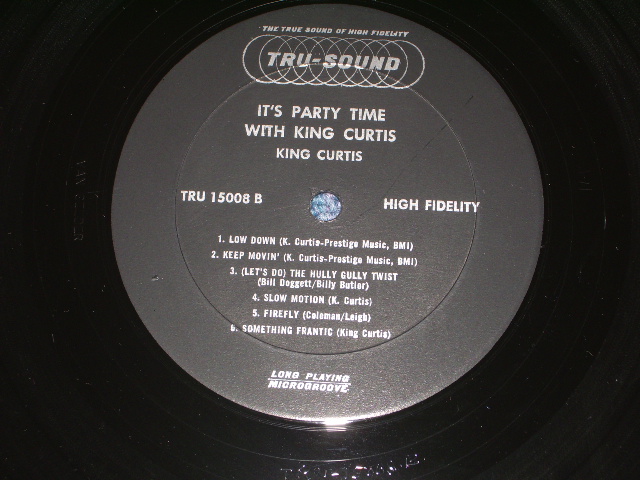 THE TRUE SOUND OF HIGH FIDELITY
TRU-SOUND
IT'S PARTY TIME
WITH KING CURTIS
KING CURTIS
TRU 15008 B
HIGH FIDELITY
1. LOW DOWN (K. Curtis-Prestige Music, BMI)
2. KEEP MOVIN' (K. Curtis-Prestige Music, BMI)
3. (LET'S DO) THE HULLY GULLY TWIST
(Bill Doggett/Billy Butler)
4. SLOW MOTION (K. Curtis)
5. FIREFLY (Coleman/Leigh)
6. SOMETHING FRANTIC (King Curtis)
LONG PLAYING
MICROGROOVE